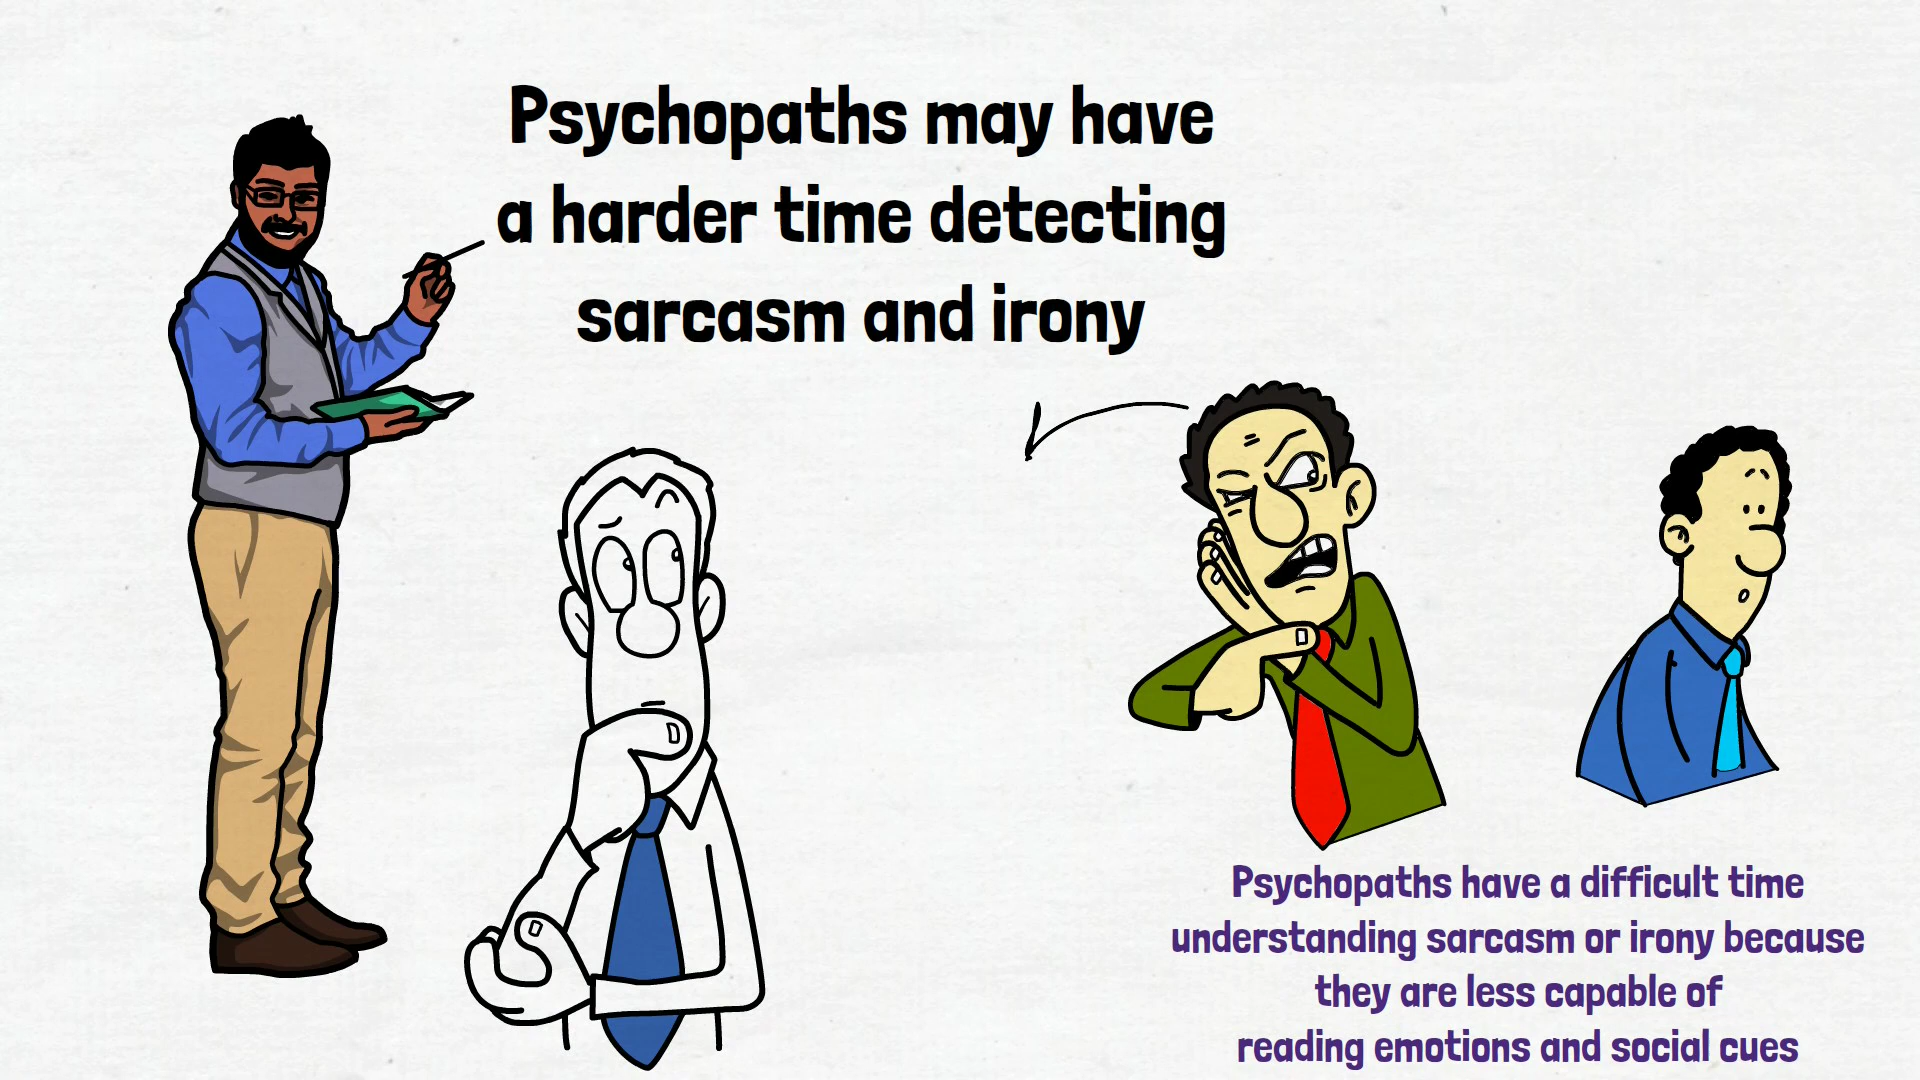 Psychopaths may have
a harder time detecting
sarcasm and irony
Psychopaths have a difficult time
understanding sarcasm or irony because
they are less capable of
reading emotions and social cues